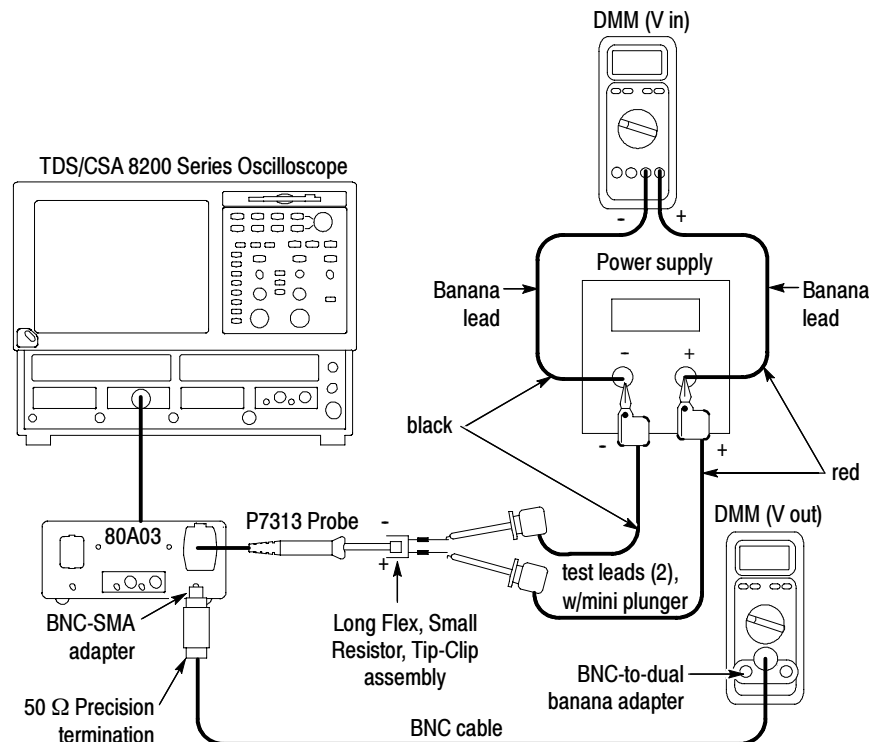 DMM (V in)
TDS/CSA 8200 Series Oscilloscope
- +
Power supply
Banana
lead
Banana
lead
- +
black
- +
red
80A03
P7313 Probe
-
+
DMM (V out)
test leads (2),
w/mini plunger
BNC-SMA
adapter
Long Flex, Small
Resistor, Tip-Clip
assembly
BNC-to-dual
banana adapter
50 Ω Precision
termination
BNC cable